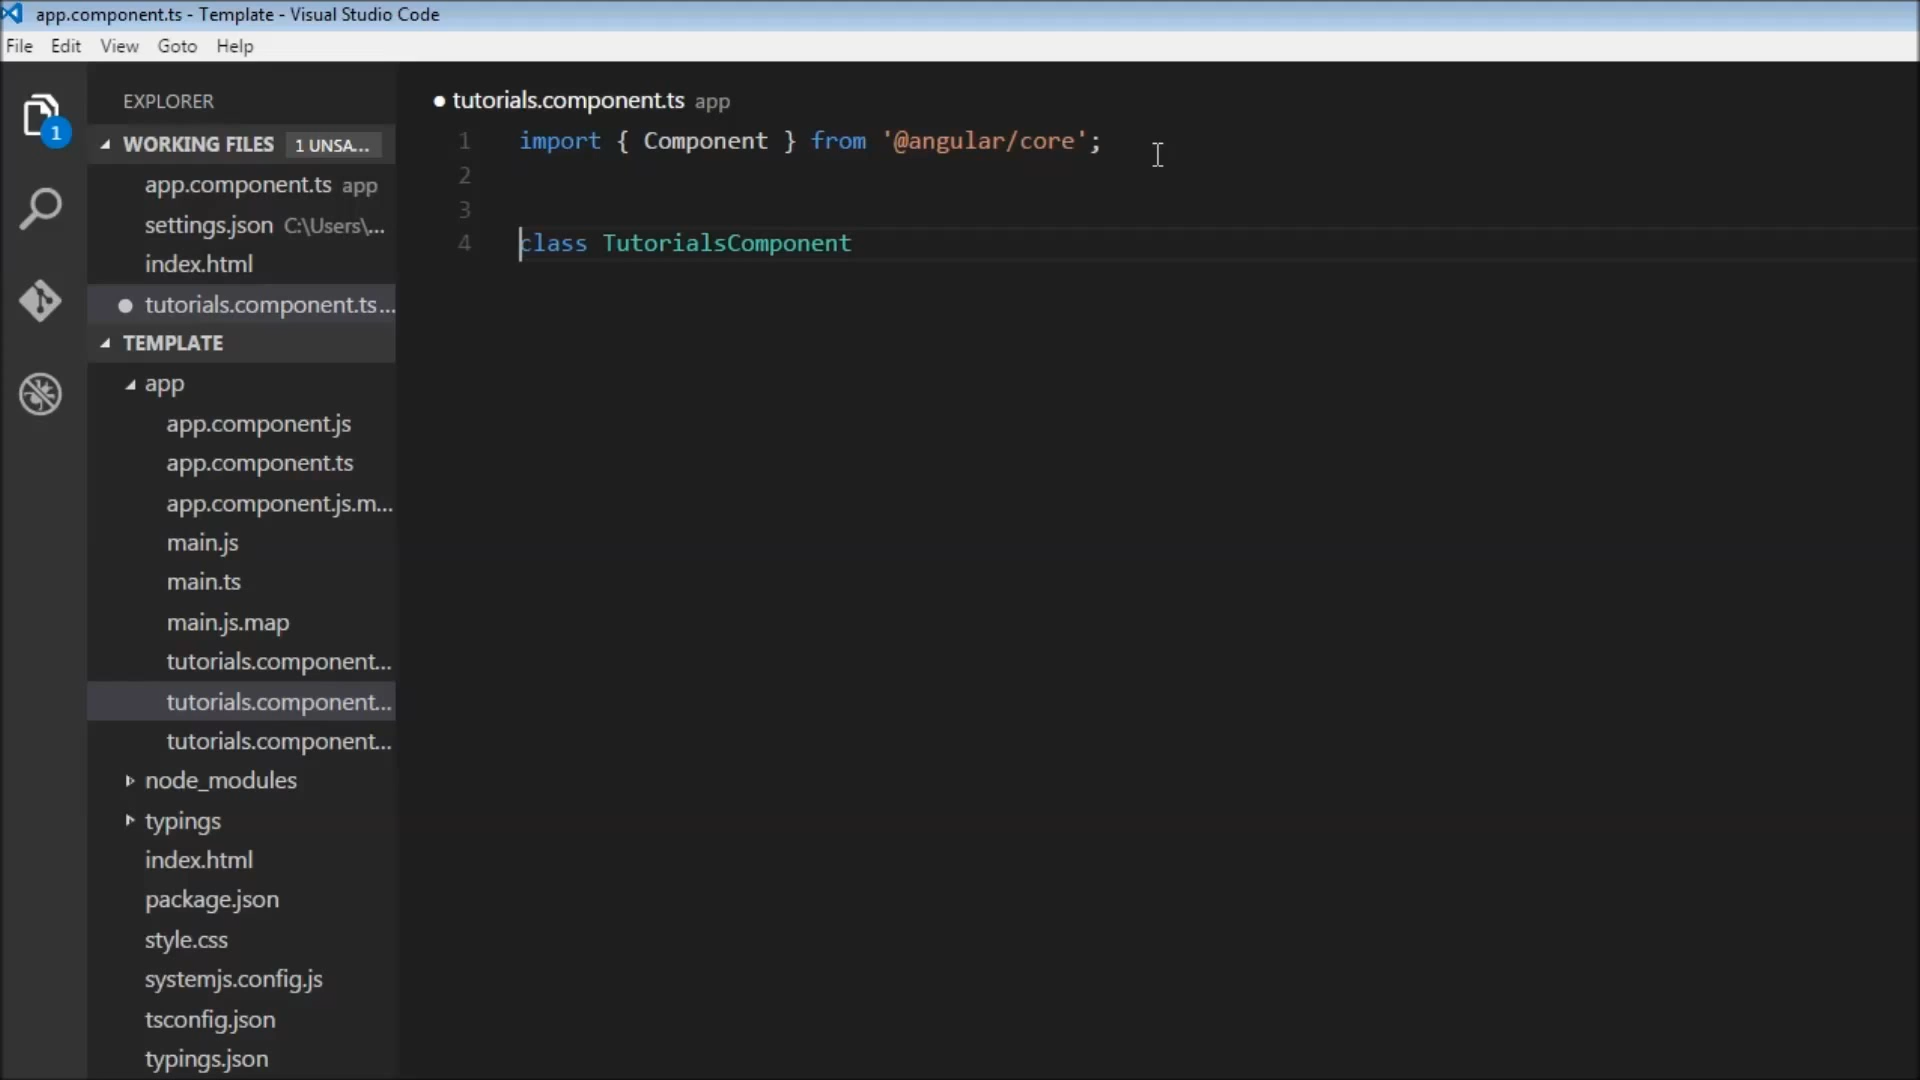 app.component.ts - Template - Visual Studio Code
File Edit View Goto Help
EXPLORER
WORKING FILES 1 UNSA...
app.component.ts app
settings.json C:\Users\...
index.html
tutorials.component.ts...
TEMPLATE
app
app.component.js
app.component.ts
app.component.js.m...
main.js
main.ts
main.js.map
tutorials.component...
tutorials.component...
tutorials.component...
node_modules
typings
index.html
package.json
style.css
systemjs.config.js
tsconfig.json
typings.json
1
tutorials.component.ts app
1 import { Component } from '@angular/core';
2
3
4 class TutorialsComponent